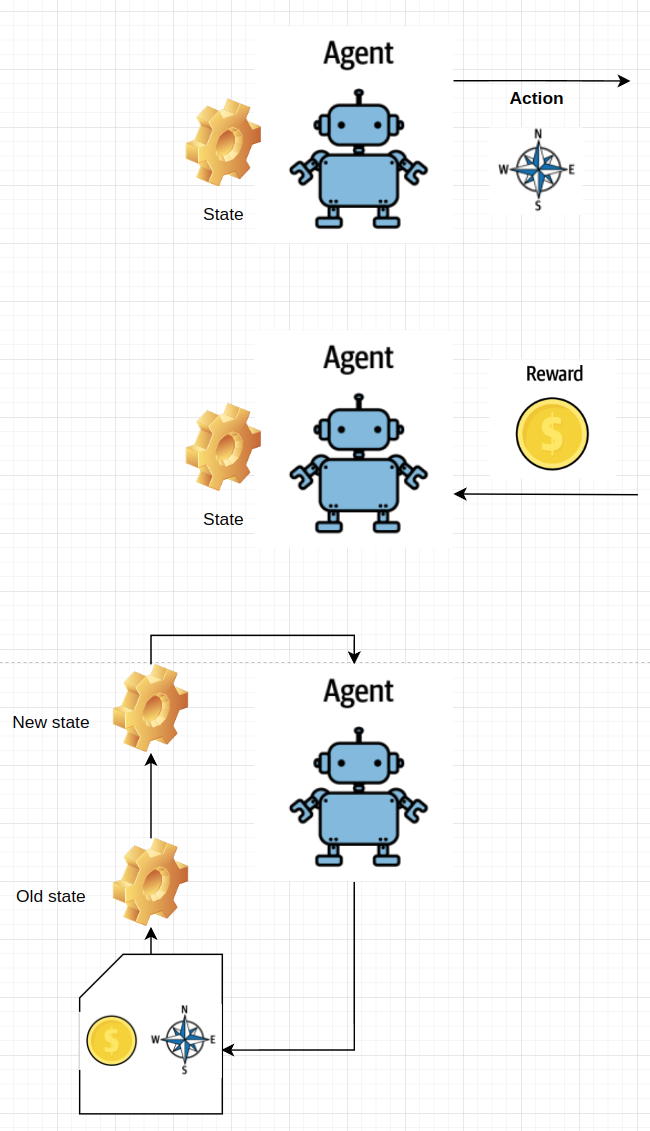 Agent
Action
N
W E
S
State
Agent
Reward
$
State
Agent
New state
Old state
N
$ W E
S